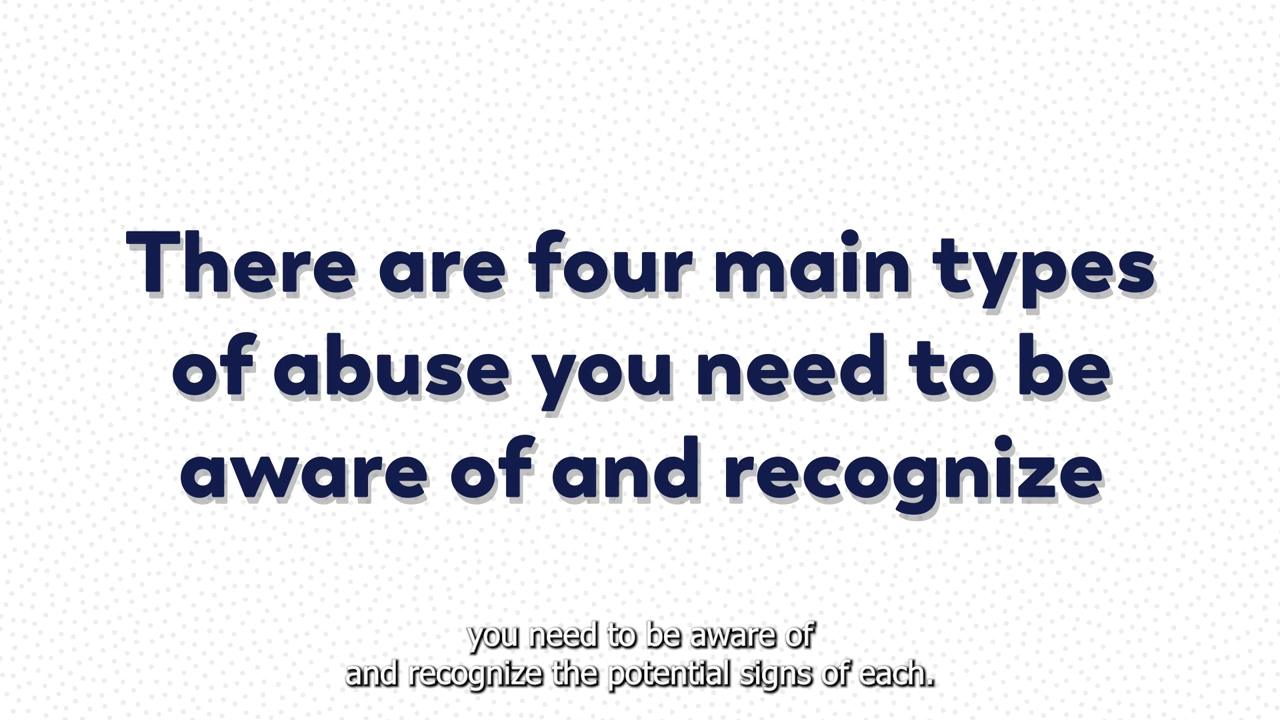 There are four main types
of abuse you need to be
aware of and recognize
you need to be aware of
and recognize the potential signs of each.